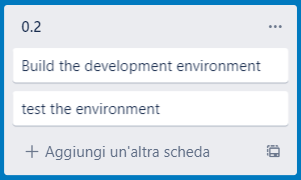 0.2
Build the development environment
test the environment
Aggiungi un'altra scheda